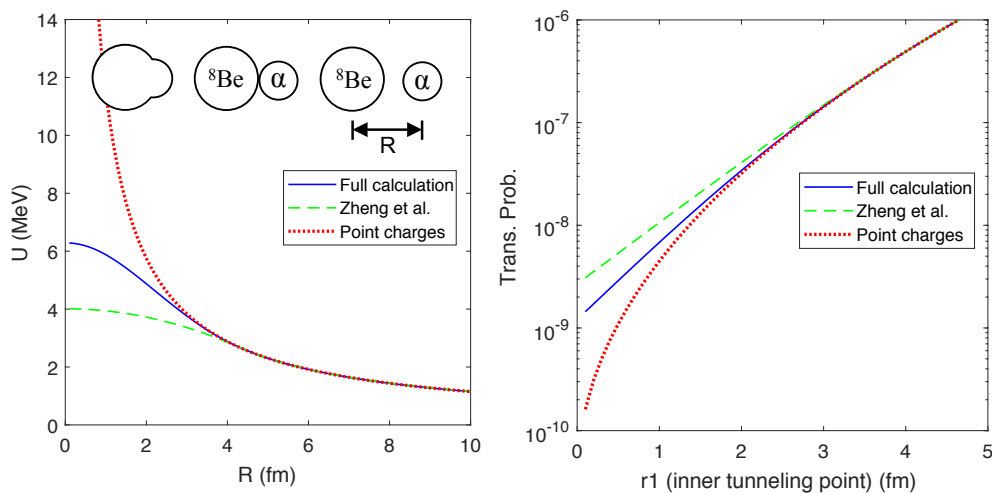 14
12
10
8
6
4
2
0
U (MeV)
⁸Be
α
⁸Be
α
R
Full calculation
Zheng et al.
Point charges
0 2 4 6 8 10
R (fm)
10⁻⁶
10⁻⁷
10⁻⁸
10⁻⁹
10⁻¹⁰
Trans. Prob.
Full calculation
Zheng et al.
Point charges
0 1 2 3 4 5
r1 (inner tunneling point) (fm)